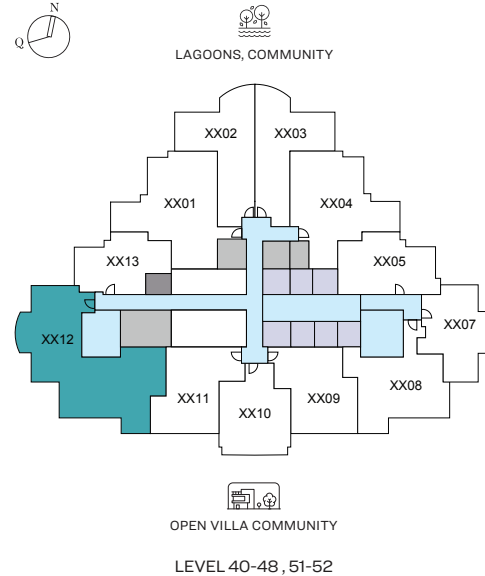 N
Q
LAGOONS, COMMUNITY
XX02
XX03
XX01
XX04
XX13
XX05
XX12
XX07
XX11
XX10
XX09
XX08
OPEN VILLA COMMUNITY
LEVEL 40-48 , 51-52